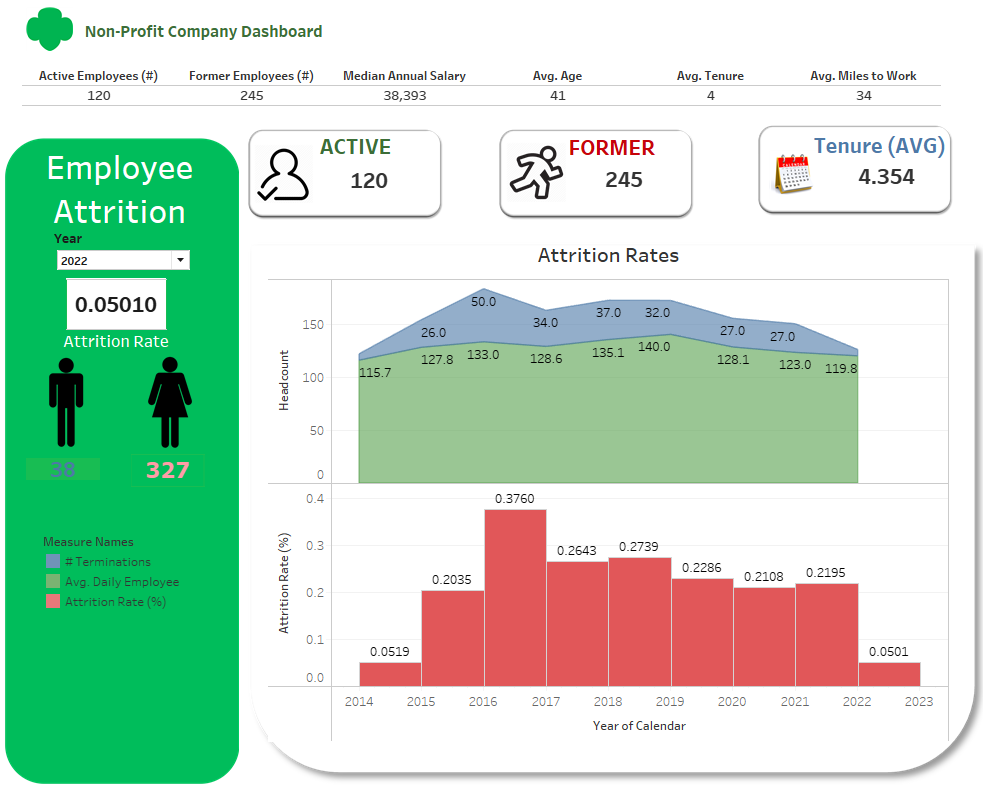 Non-Profit Company Dashboard
Active Employees (#) Former Employees (#) Median Annual Salary Avg. Age Avg. Tenure Avg. Miles to Work
120 245 38,393 41 4 34
Employee
Attrition
Year
2022
0.05010
Attrition Rate
38 327
Measure Names
# Terminations
Avg. Daily Employee
Attrition Rate (%)
ACTIVE
120
FORMER
245
Tenure (AVG)
4.354
Attrition Rates
Headcount
150
100
50
0
50.0
26.0 34.0 37.0 32.0 27.0 27.0
115.7 127.8 133.0 128.6 135.1 140.0 128.1 123.0 119.8
Attrition Rate (%)
0.4
0.3
0.2
0.1
0.0
0.0519 0.2035 0.3760 0.2643 0.2739 0.2286 0.2108 0.2195 0.0501
2014 2015 2016 2017 2018 2019 2020 2021 2022 2023
Year of Calendar